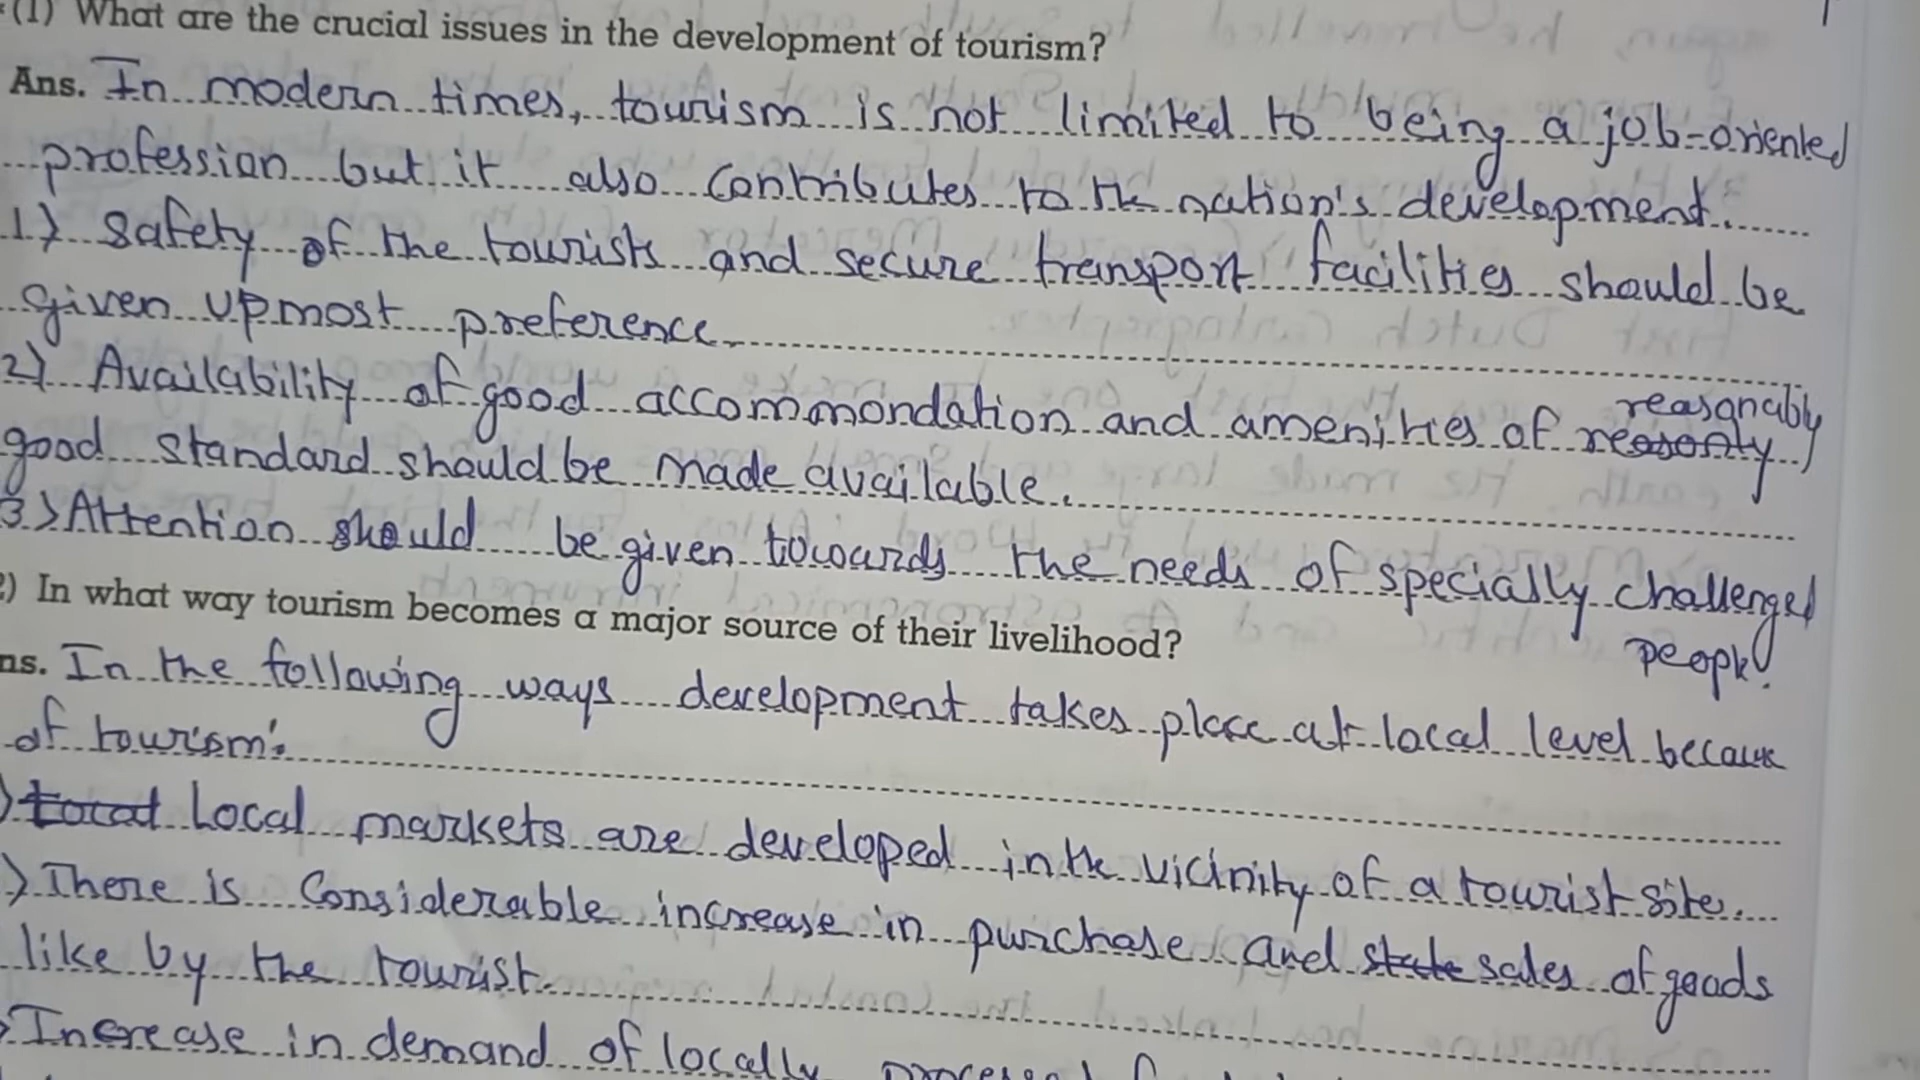 (1) What are the crucial issues in the development of tourism?
Ans. In modern times, tourism is not limited to being a job-oriented
profession but it also contributes to the nation's development.
1) Safety of the tourists and secure transport facilities should be
given upmost preference.
2) Availability of good accommondation and amenities of reasonably
good standard should be made available.
3) Attention should be given towards the needs of specially challenged
people.
) In what way tourism becomes a major source of their livelihood?
ns. In the following ways development takes place at local level because
of tourism:
) Local markets are developed in the vicinity of a tourist site.
) There is considerable increase in purchase and sales of goods
like by the tourist.
Increase in demand of locally